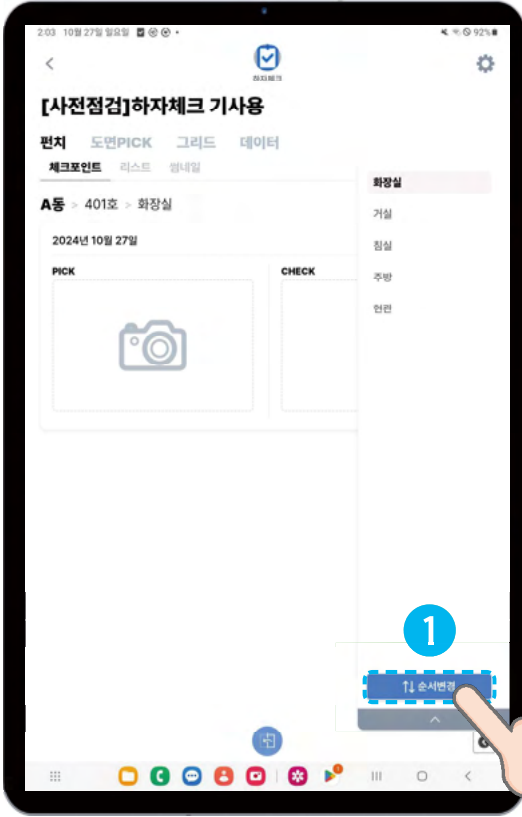 2:03 10월 27일 일요일
92%
하자체크
[사전점검]하자체크 기사용
펀치 도면PICK 그리드 데이터
체크포인트 리스트 썸네일
A동 > 401호 > 화장실
화장실
거실
침실
주방
현관
2024년 10월 27일
PICK CHECK
1
↑↓ 순서변경